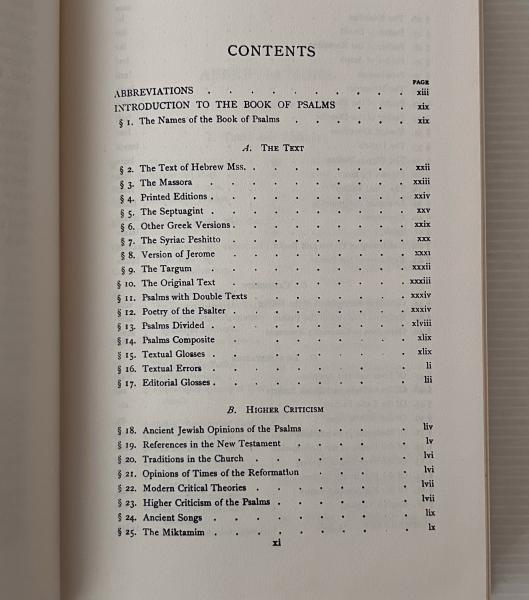 CONTENTS
PAGE
ABBREVIATIONS . . . . . . . . xiii
INTRODUCTION TO THE BOOK OF PSALMS . . . xix
§ 1. The Names of the Book of Psalms . . . . xix
A. The Text
§ 2. The Text of Hebrew Mss. . . . . . . xxii
§ 3. The Massora . . . . . . . xxiii
§ 4. Printed Editions . . . . . . . xxiv
§ 5. The Septuagint . . . . . . . xxv
§ 6. Other Greek Versions . . . . . . . xxix
§ 7. The Syriac Peshitto . . . . . . xxx
§ 8. Version of Jerome . . . . . . xxxi
§ 9. The Targum . . . . . . . xxxii
§ 10. The Original Text . . . . . . xxxiii
§ 11. Psalms with Double Texts . . . . . xxxiv
§ 12. Poetry of the Psalter . . . . . . xxxiv
§ 13. Psalms Divided . . . . . . . xlviii
§ 14. Psalms Composite . . . . . . xlix
§ 15. Textual Glosses . . . . . . . xlix
§ 16. Textual Errors . . . . . . . li
§ 17. Editorial Glosses . . . . . . . lii
B. Higher Criticism
§ 18. Ancient Jewish Opinions of the Psalms . . . . liv
§ 19. References in the New Testament . . . . lv
§ 20. Traditions in the Church . . . . . lvi
§ 21. Opinions of Times of the Reformation . . . . lvi
§ 22. Modern Critical Theories . . . . . lvii
§ 23. Higher Criticism of the Psalms . . . . . lvii
§ 24. Ancient Songs . . . . . . . lix
§ 25. The Miktamim . . . . . . . lx
xi